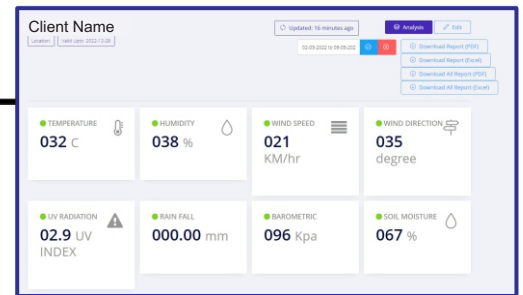 Client Name
Location
Valid Date: 2022-12-28
Updated: 16 minutes ago
Analysis
Edit
02-09-2022 to 09-09-202
Download Report (PDF)
Download Report (Excel)
Download All Report (PDF)
Download All Report (Excel)
TEMPERATURE
032 C
HUMIDITY
038 %
WIND SPEED
021
KM/hr
WIND DIRECTION
035
degree
UV RADIATION
02.9 UV
INDEX
RAIN FALL
000.00 mm
BAROMETRIC
096 Kpa
SOIL MOISTURE
067 %